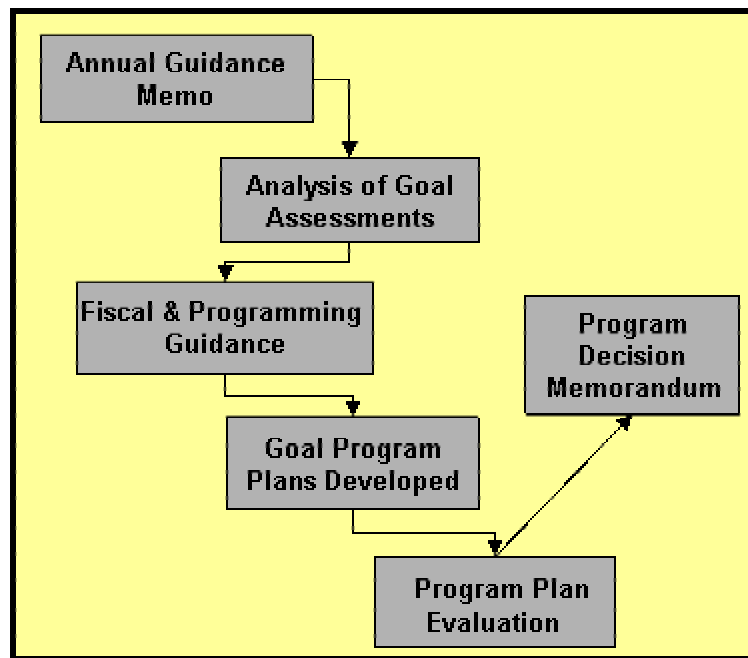 Annual Guidance
Memo
Analysis of Goal
Assessments
Fiscal & Programming
Guidance
Goal Program
Plans Developed
Program Plan
Evaluation
Program
Decision
Memorandum